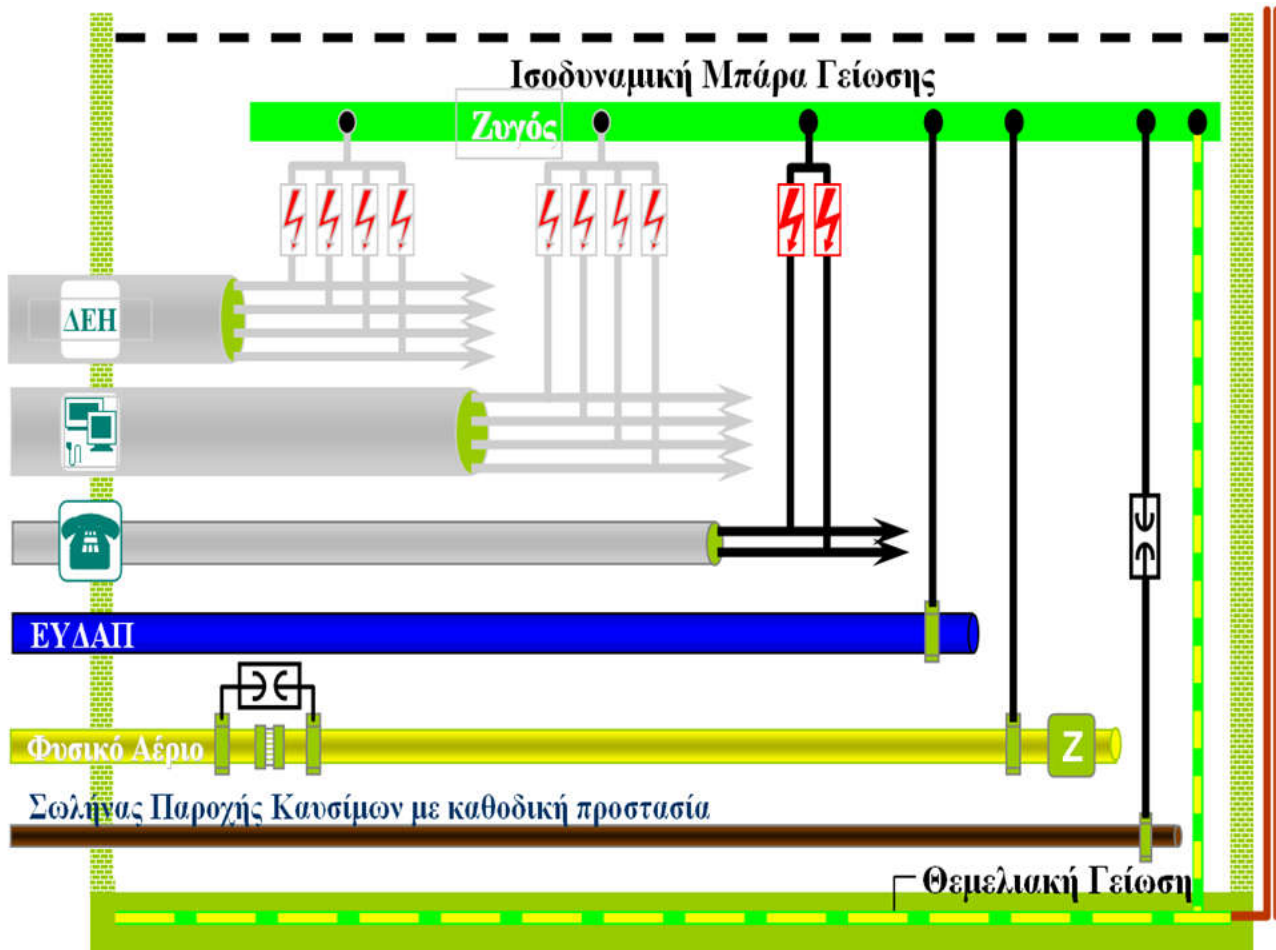 Ισοδυναμική Μπάρα Γείωσης
Ζυγός
ΔΕΗ
ΕΥΔΑΠ
Φυσικό Αέριο
Z
Σωλήνας Παροχής Καυσίμων με καθοδική προστασία
Θεμελιακή Γείωση